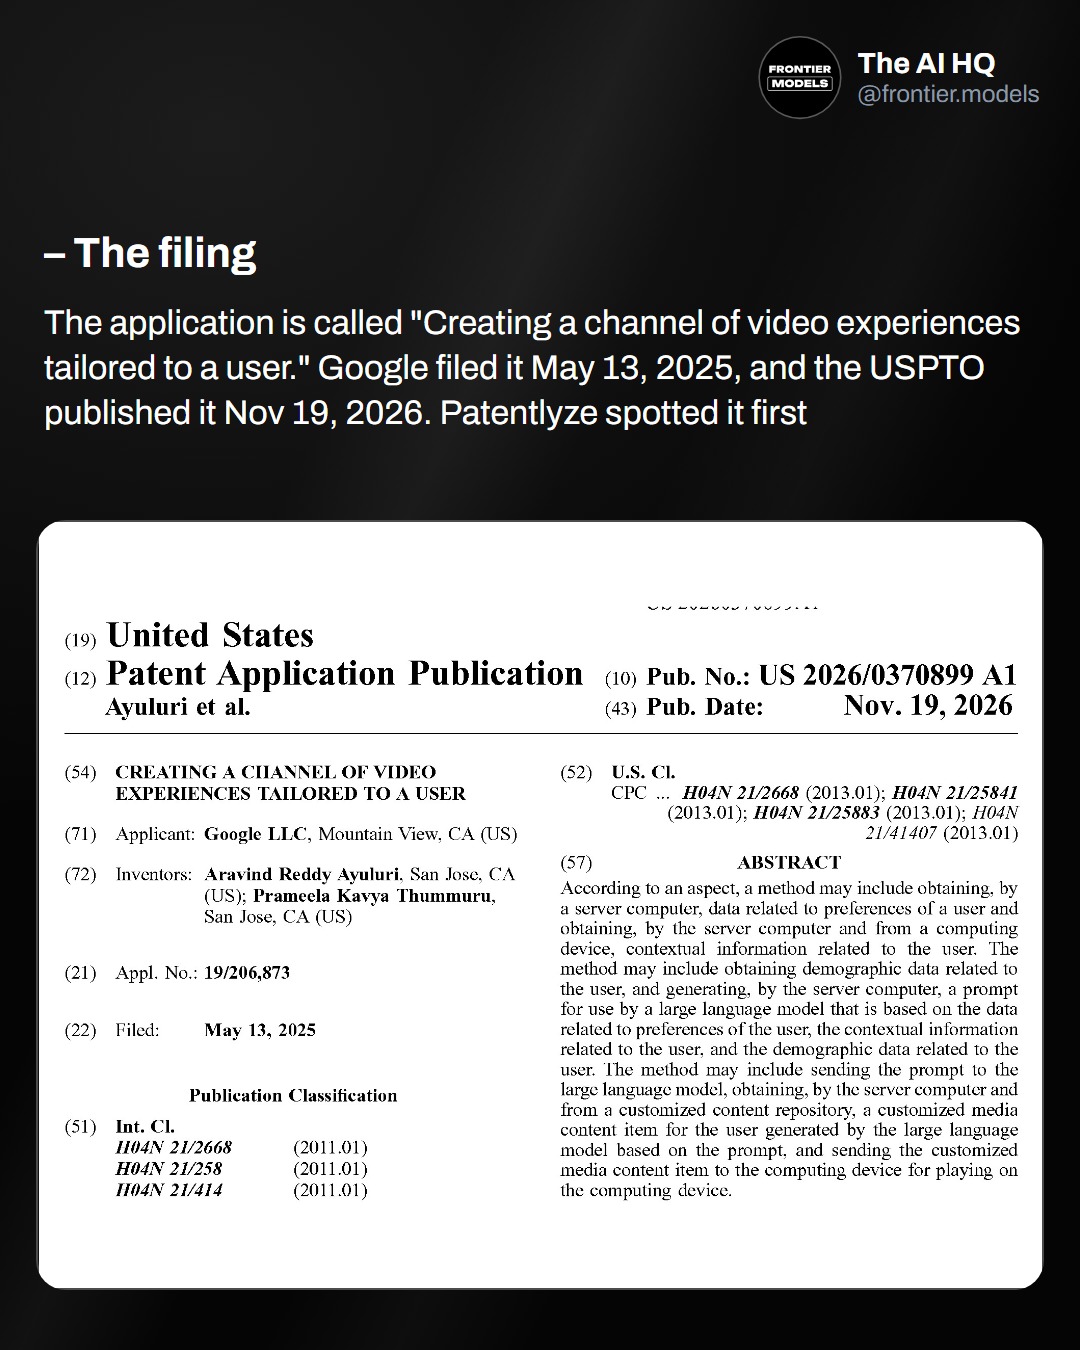 FRONTIER
MODELS
The AI HQ
@frontier.models
– The filing
The application is called "Creating a channel of video experiences
tailored to a user." Google filed it May 13, 2025, and the USPTO
published it Nov 19, 2026. Patentlyze spotted it first
(19) United States
(12) Patent Application Publication
Ayuluri et al.
(10) Pub. No.: US 2026/0370899 A1
(43) Pub. Date: Nov. 19, 2026
(54) CREATING A CHANNEL OF VIDEO
EXPERIENCES TAILORED TO A USER
(71) Applicant: Google LLC, Mountain View, CA (US)
(72) Inventors: Aravind Reddy Ayuluri, San Jose, CA
(US); Prameela Kavya Thummuru,
San Jose, CA (US)
(21) Appl. No.: 19/206,873
(22) Filed: May 13, 2025
Publication Classification
(51) Int. Cl.
H04N 21/2668 (2011.01)
H04N 21/258 (2011.01)
H04N 21/414 (2011.01)
(52) U.S. Cl.
CPC ... H04N 21/2668 (2013.01); H04N 21/25841
(2013.01); H04N 21/25883 (2013.01); H04N
21/41407 (2013.01)
(57) ABSTRACT
According to an aspect, a method may include obtaining, by
a server computer, data related to preferences of a user and
obtaining, by the server computer and from a computing
device, contextual information related to the user. The
method may include obtaining demographic data related to
the user, and generating, by the server computer, a prompt
for use by a large language model that is based on the data
related to preferences of the user, the contextual information
related to the user, and the demographic data related to the
user. The method may include sending the prompt to the
large language model, obtaining, by the server computer and
from a customized content repository, a customized media
content item for the user generated by the large language
model based on the prompt, and sending the customized
media content item to the computing device for playing on
the computing device.